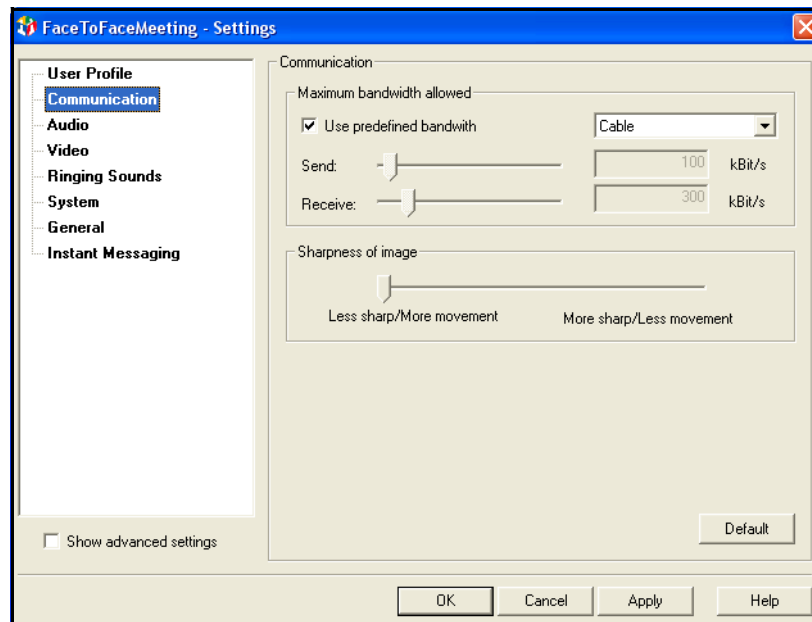 FaceToFaceMeeting - Settings
User Profile
Communication
Audio
Video
Ringing Sounds
System
General
Instant Messaging
Show advanced settings
Communication
Maximum bandwidth allowed
Use predefined bandwith Cable
Send: 100 kBit/s
Receive: 300 kBit/s
Sharpness of image
Less sharp/More movement More sharp/Less movement
Default
OK Cancel Apply Help